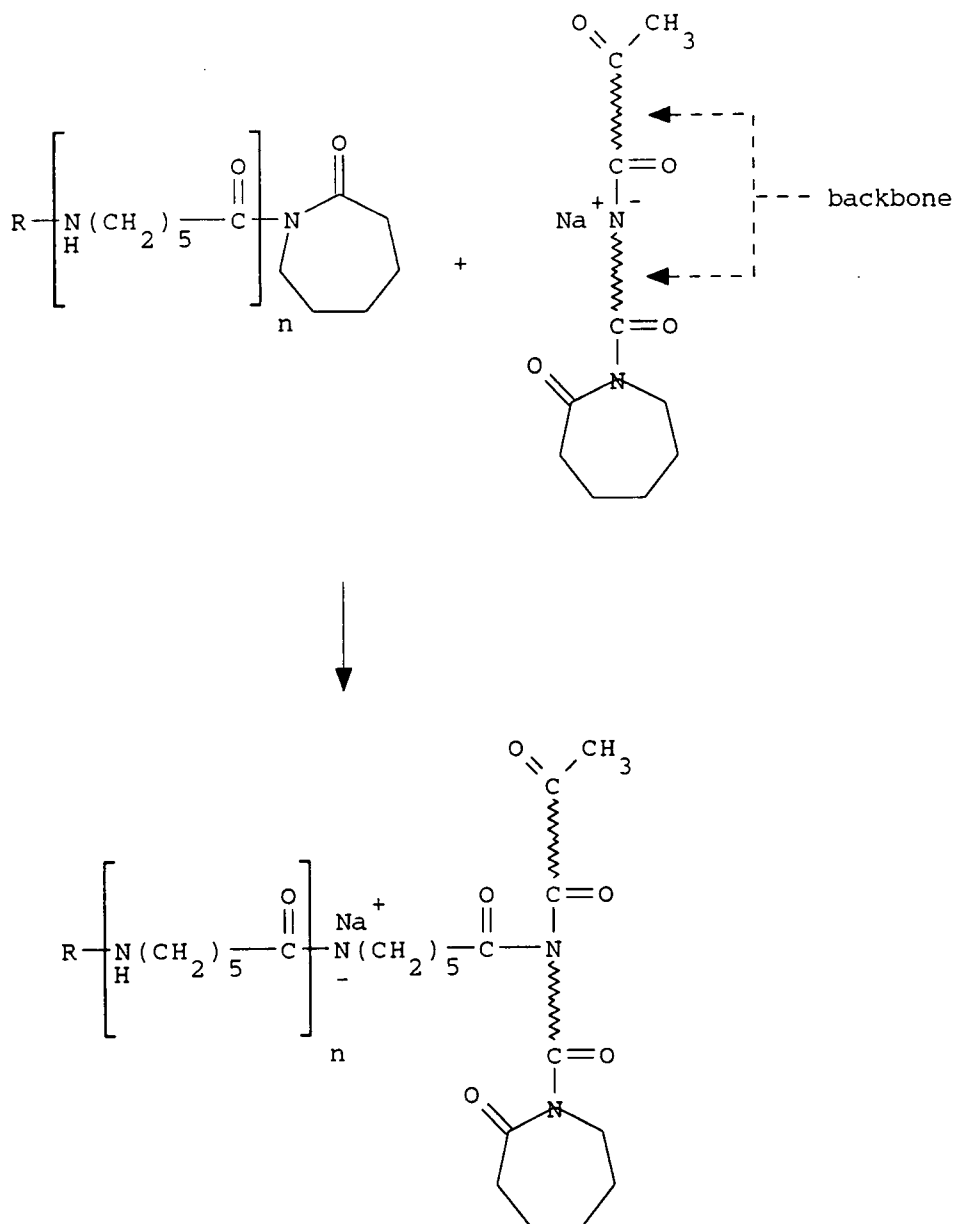 O CH3
C
O O
C=O
R N(CH2)5 C N
H
n
+
Na+ N-
backbone
C=O
O
N
O CH3
C
O Na+ O C=O
R N(CH2)5 C N(CH2)5 C N
H -
n
C=O
O
N